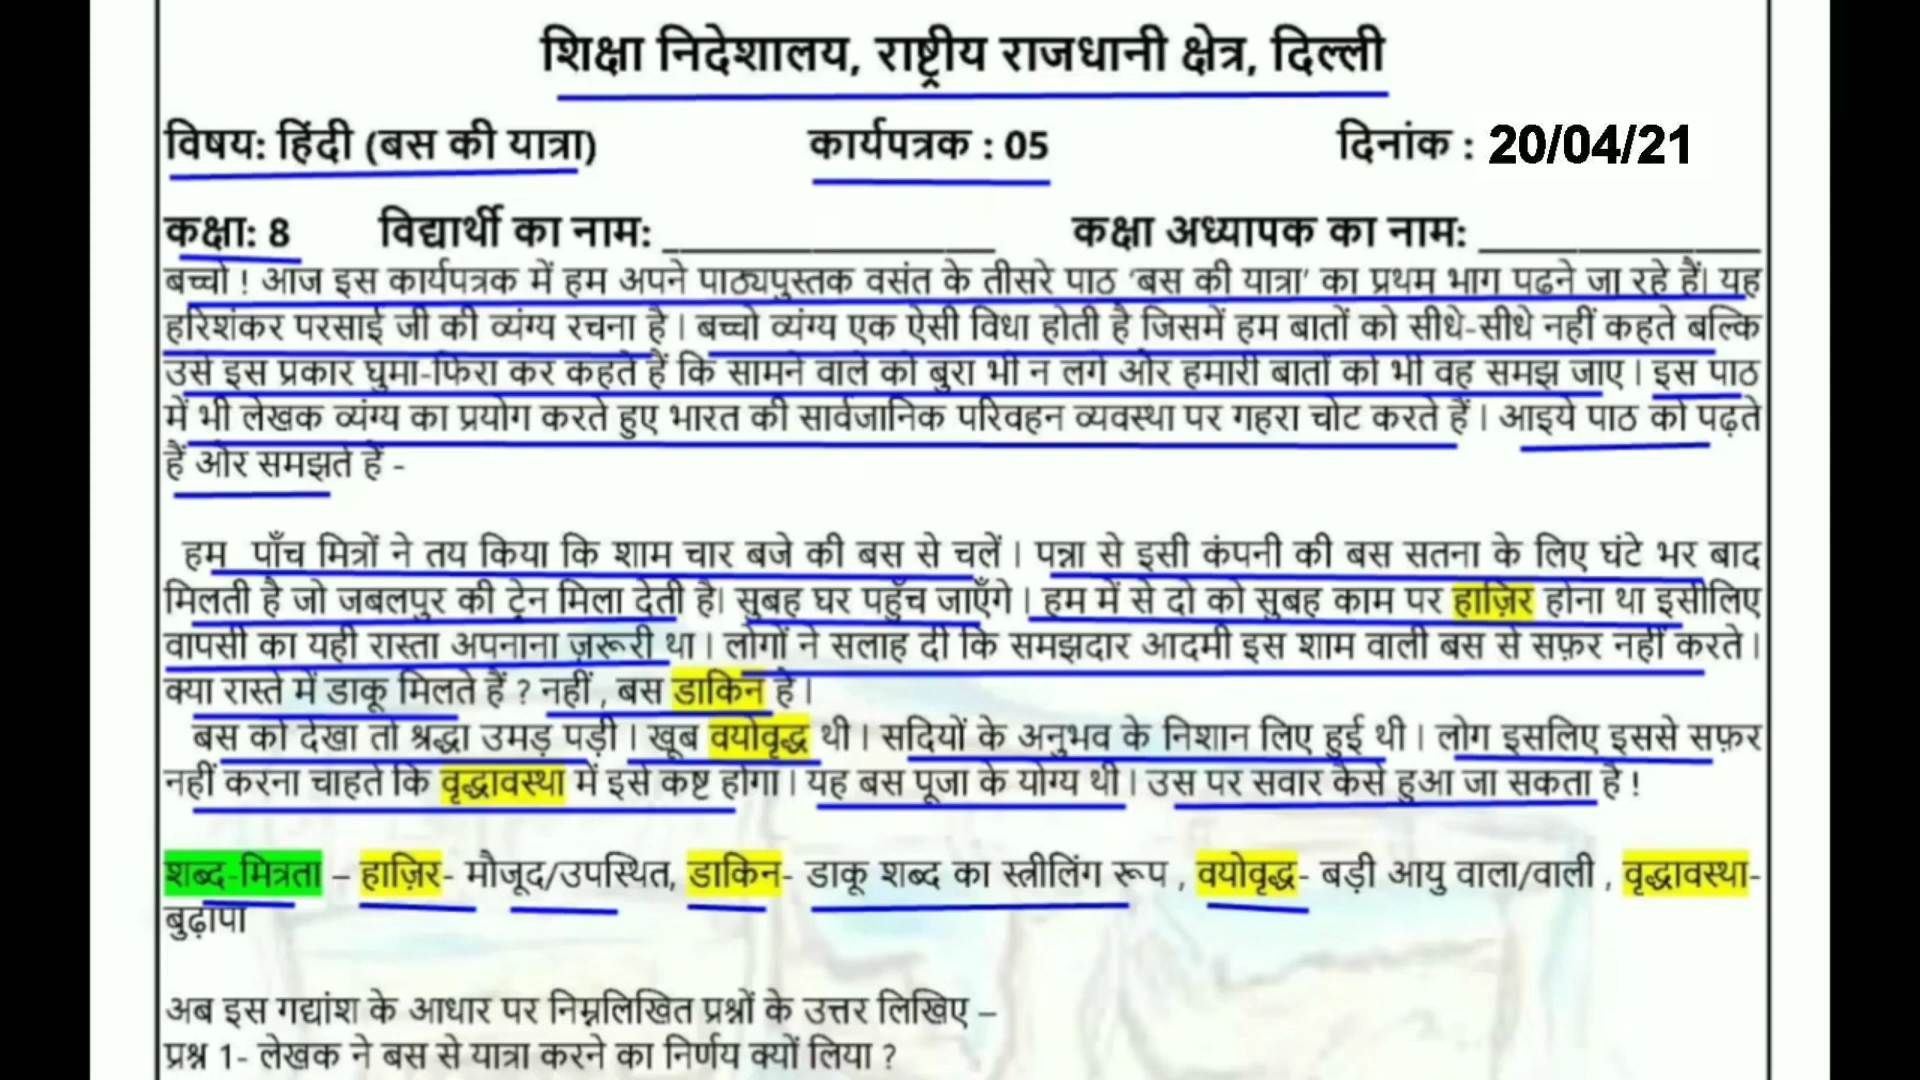 शिक्षा निदेशालय, राष्ट्रीय राजधानी क्षेत्र, दिल्ली
विषय: हिंदी (बस की यात्रा) कार्यपत्रक : 05 दिनांक : 20/04/21
कक्षा: 8 विद्यार्थी का नाम: ________________ कक्षा अध्यापक का नाम: ______________
बच्चो ! आज इस कार्यपत्रक में हम अपने पाठ्यपुस्तक वसंत के तीसरे पाठ ‘बस की यात्रा’ का प्रथम भाग पढने जा रहे हैं। यह
हरिशंकर परसाई जी की व्यंग्य रचना है । बच्चो व्यंग्य एक ऐसी विधा होती है जिसमें हम बातों को सीधे-सीधे नहीं कहते बल्कि
उसे इस प्रकार घुमा-फिरा कर कहते हैं कि सामने वाले को बुरा भी न लगे और हमारी बातों को भी वह समझ जाए । इस पाठ
में भी लेखक व्यंग्य का प्रयोग करते हुए भारत की सार्वजानिक परिवहन व्यवस्था पर गहरा चोट करते हैं । आइये पाठ को पढ़ते
हैं और समझते हैं -
हम पाँच मित्रों ने तय किया कि शाम चार बजे की बस से चलें । पन्ना से इसी कंपनी की बस सतना के लिए घंटे भर बाद
मिलती है जो जबलपुर की ट्रेन मिला देती है। सुबह घर पहुँच जाएँगे । हम में से दो को सुबह काम पर हाज़िर होना था इसीलिए
वापसी का यही रास्ता अपनाना ज़रूरी था । लोगों ने सलाह दी कि समझदार आदमी इस शाम वाली बस से सफ़र नहीं करते ।
क्या रास्ते में डाकू मिलते हैं ? नहीं , बस डाकिन है ।
बस को देखा तो श्रद्धा उमड़ पड़ी । खूब वयोवृद्ध थी । सदियों के अनुभव के निशान लिए हुई थी । लोग इसलिए इससे सफ़र
नहीं करना चाहते कि वृद्धावस्था में इसे कष्ट होगा । यह बस पूजा के योग्य थी । उस पर सवार कैसे हुआ जा सकता है !
शब्द-मित्रता – हाज़िर- मौजूद/उपस्थित, डाकिन- डाकू शब्द का स्त्रीलिंग रूप , वयोवृद्ध- बड़ी आयु वाला/वाली , वृद्धावस्था-
बुढ़ापा
अब इस गद्यांश के आधार पर निम्नलिखित प्रश्नों के उत्तर लिखिए –
प्रश्न 1- लेखक ने बस से यात्रा करने का निर्णय क्यों लिया ?